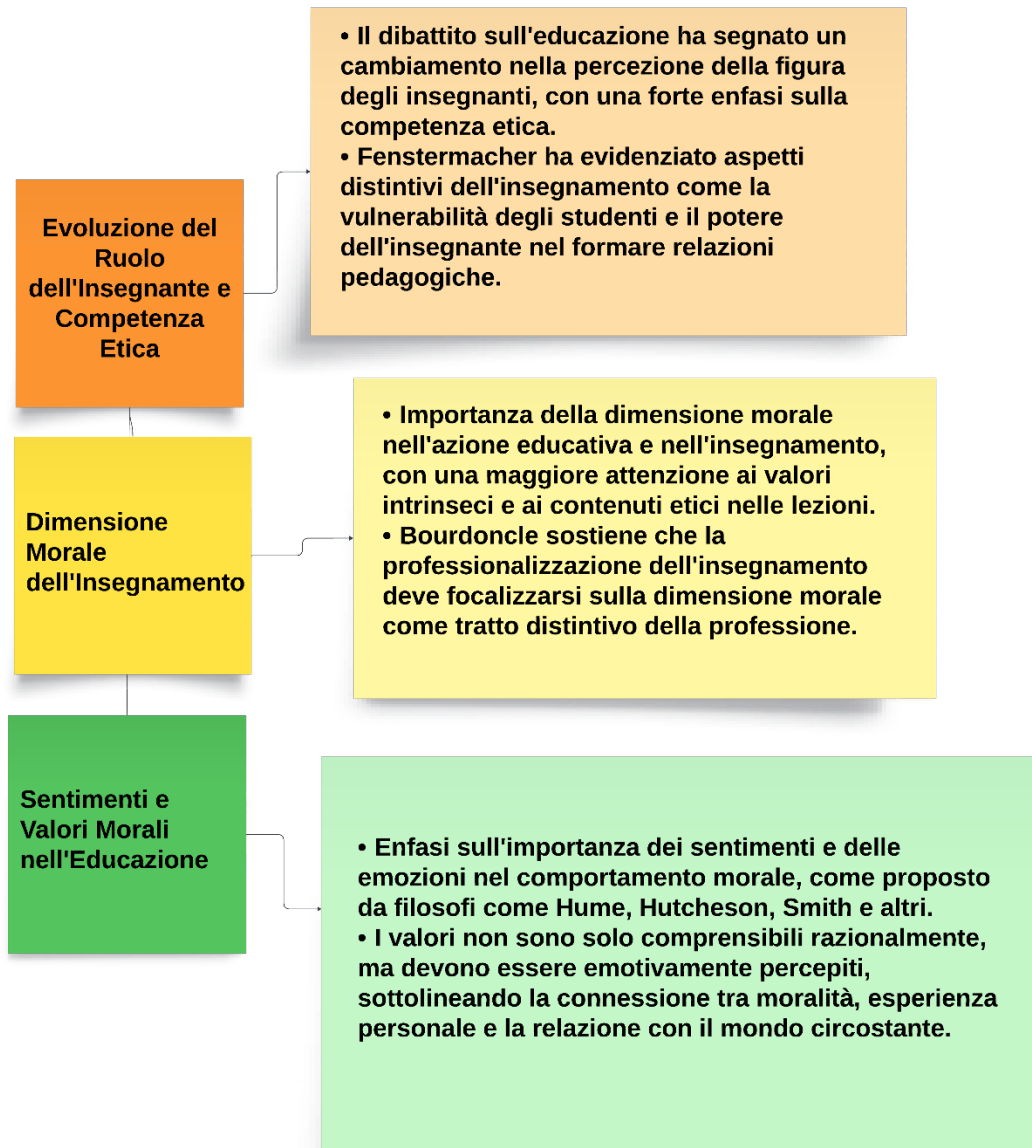 Evoluzione del
Ruolo
dell'Insegnante e
Competenza
Etica
• Il dibattito sull'educazione ha segnato un
cambiamento nella percezione della figura
degli insegnanti, con una forte enfasi sulla
competenza etica.
• Fenstermacher ha evidenziato aspetti
distintivi dell'insegnamento come la
vulnerabilità degli studenti e il potere
dell'insegnante nel formare relazioni
pedagogiche.
Dimensione
Morale
dell'Insegnamento
• Importanza della dimensione morale
nell'azione educativa e nell'insegnamento,
con una maggiore attenzione ai valori
intrinseci e ai contenuti etici nelle lezioni.
• Bourdoncle sostiene che la
professionalizzazione dell'insegnamento
deve focalizzarsi sulla dimensione morale
come tratto distintivo della professione.
Sentimenti e
Valori Morali
nell'Educazione
• Enfasi sull'importanza dei sentimenti e delle
emozioni nel comportamento morale, come proposto
da filosofi come Hume, Hutcheson, Smith e altri.
• I valori non sono solo comprensibili razionalmente,
ma devono essere emotivamente percepiti,
sottolineando la connessione tra moralità, esperienza
personale e la relazione con il mondo circostante.